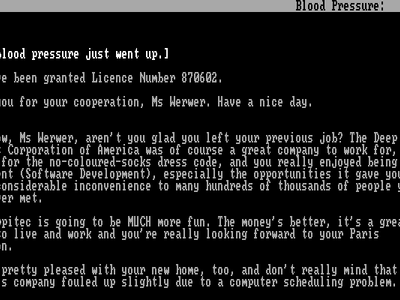 Blood Pressure:
lood pressure just went up.]
e been granted Licence Number 870602.
ou for your cooperation, Ms Werwer. Have a nice day.
w, Ms Werwer, aren't you glad you left your previous job? The Deep
Corporation of America was of course a great company to work for,
for the no-coloured-socks dress code, and you really enjoyed being
ent (Software Development), especially the opportunities it gave you
onsiderable inconvenience to many hundreds of thousands of people y
er met.
ppitec is going to be MUCH more fun. The money's better, it's a grea
o live and work and you're really looking forward to your Paris
n.
pretty pleased with your new home, too, and don't really mind that
s company fouled up slightly due to a computer scheduling problem.